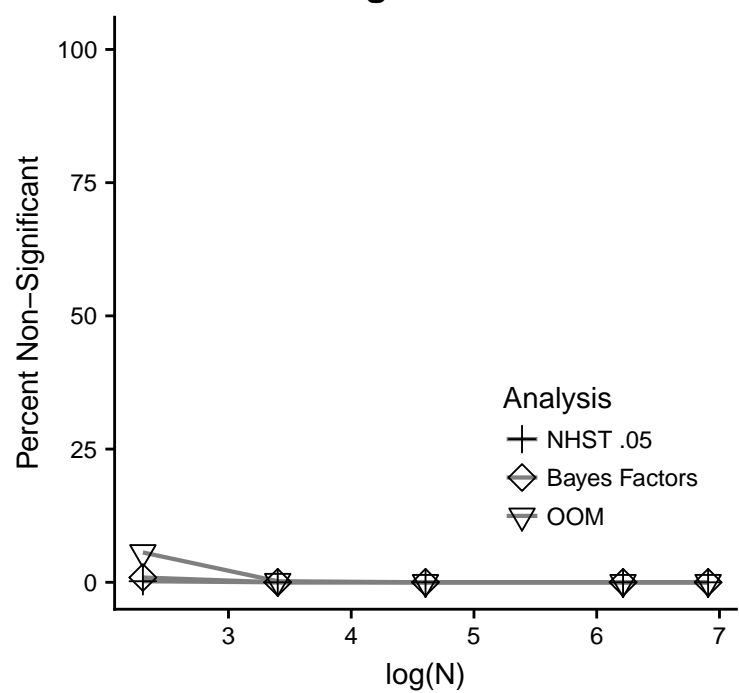 100
75
50
25
0
Percent Non−Significant
Analysis
NHST .05
Bayes Factors
OOM
3 4 5 6 7
log(N)